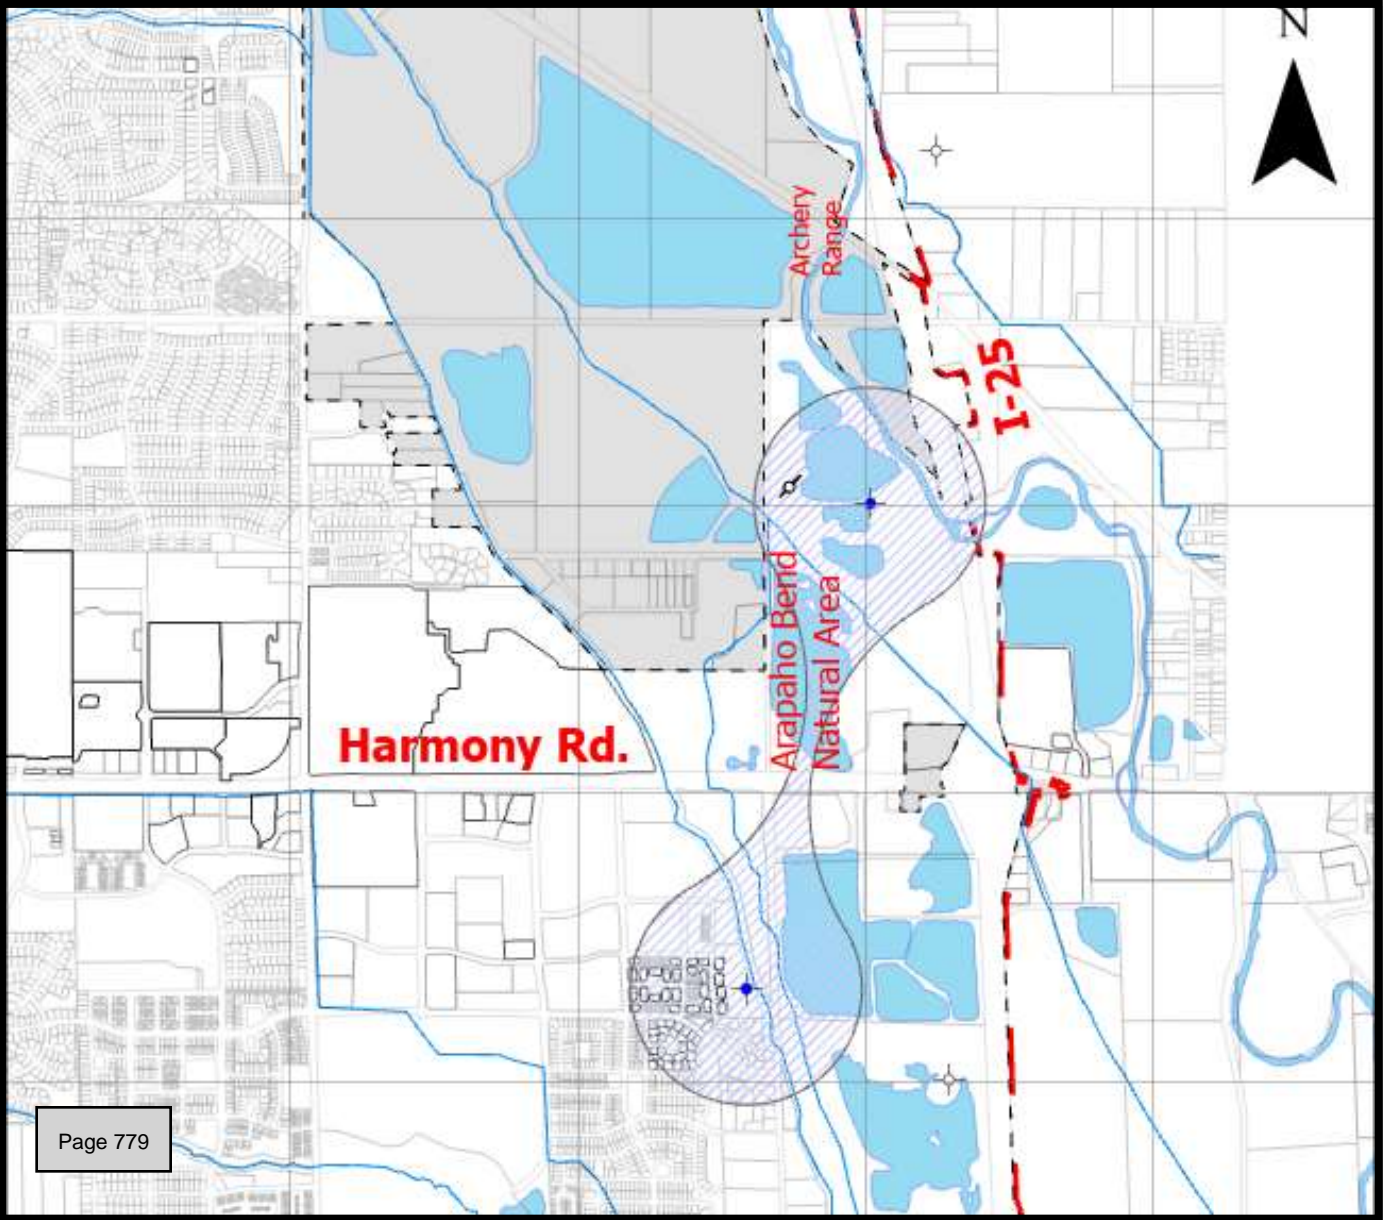 N
Archery
Range
I-25
Arapaho Bend
Natural Area
Harmony Rd.
Page 779